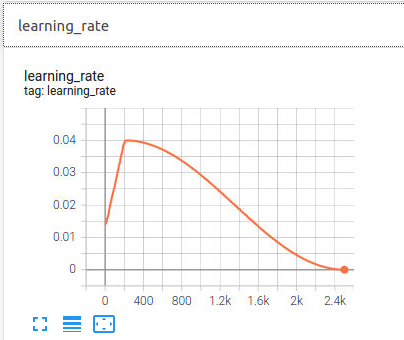 learning_rate
learning_rate
tag: learning_rate
0.04
0.03
0.02
0.01
0
0 400 800 1.2k 1.6k 2k 2.4k